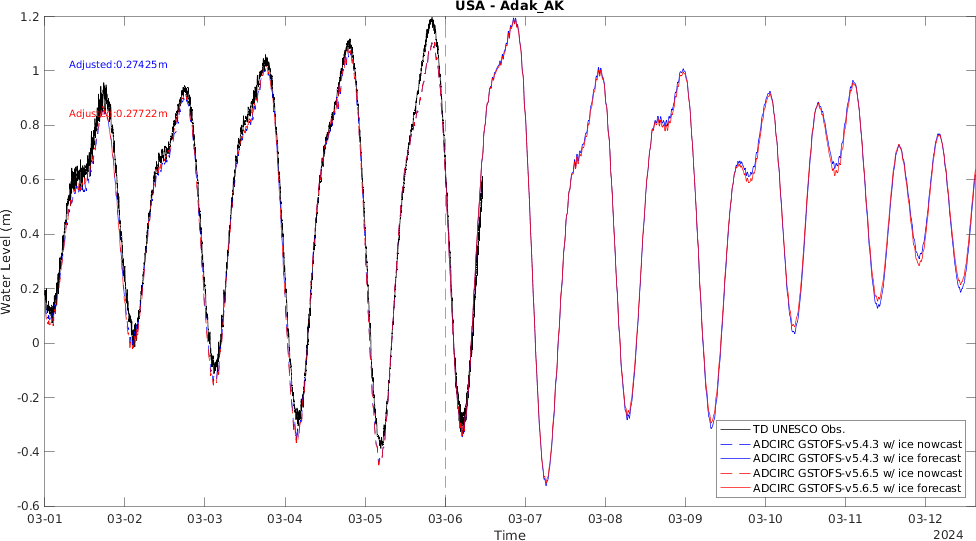 USA - Adak_AK
1.2
1
0.8
0.6
0.4
0.2
0
-0.2
-0.4
-0.6
Water Level (m)
Adjusted:0.27425m
Adjusted:0.27722m
TD UNESCO Obs.
ADCIRC GSTOFS-v5.4.3 w/ ice nowcast
ADCIRC GSTOFS-v5.4.3 w/ ice forecast
ADCIRC GSTOFS-v5.6.5 w/ ice nowcast
ADCIRC GSTOFS-v5.6.5 w/ ice forecast
03-01 03-02 03-03 03-04 03-05 03-06 03-07 03-08 03-09 03-10 03-11 03-12
Time
2024